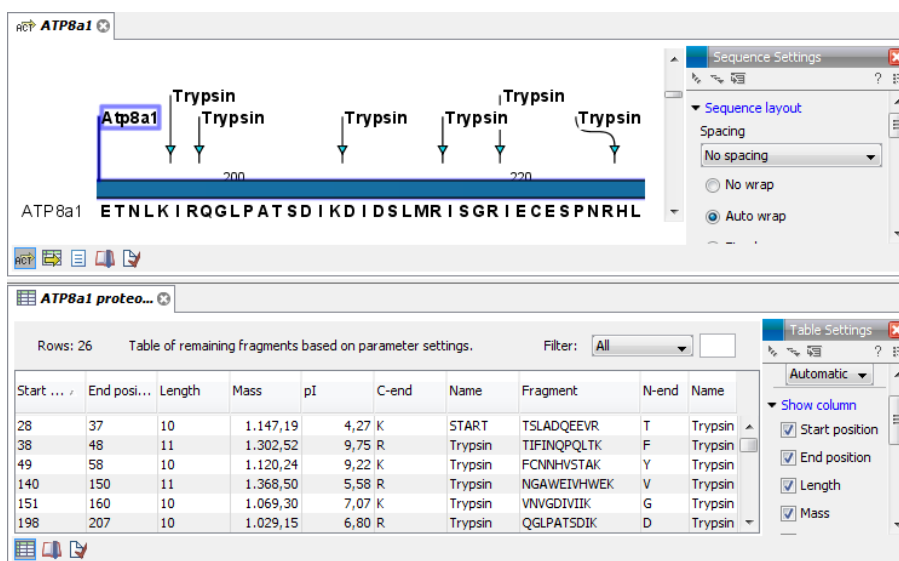 ATP8a1
Sequence Settings
Trypsin Trypsin
Atp8a1 Trypsin Trypsin Trypsin Trypsin
Sequence layout
Spacing
No spacing
No wrap
Auto wrap
200 220
ATP8a1 ETNLKIRQGLPATSDIKDIDSLMRISGRIECESPNRHL
ATP8a1 proteo...
Rows: 26 Table of remaining fragments based on parameter settings. Filter: All
Start ... End posi... Length Mass pI C-end Name Fragment N-end Name
28 37 10 1.147,19 4,27 K START TSLADQEEVR T Trypsin
38 48 11 1.302,52 9,75 R Trypsin TIFINQPQLTK F Trypsin
49 58 10 1.120,24 9,22 K Trypsin FCNNHVSTAK Y Trypsin
140 150 11 1.368,50 5,58 R Trypsin NGAWEIVHWEK V Trypsin
151 160 10 1.069,30 7,07 K Trypsin VNVGDIVIIK G Trypsin
198 207 10 1.029,15 6,80 R Trypsin QGLPATSDIK D Trypsin
Table Settings
?
Automatic
Show column
Start position
End position
Length
Mass